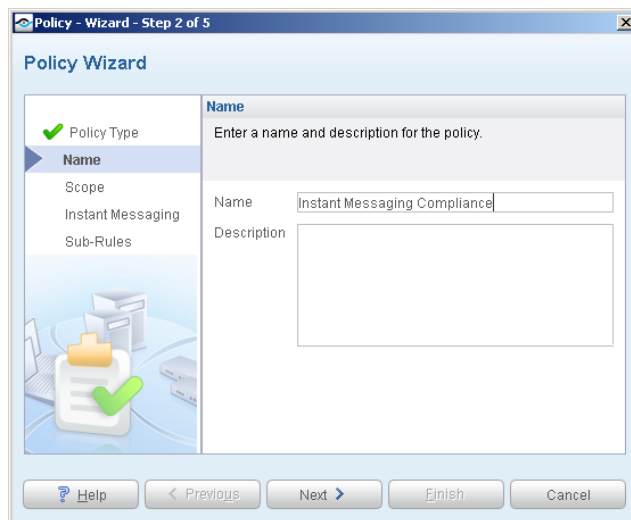 Policy - Wizard - Step 2 of 5
Policy Wizard
Policy Type
Name
Scope
Instant Messaging
Sub-Rules
Name
Enter a name and description for the policy.
Name Instant Messaging Compliance
Description
Help < Previous Next > Finish Cancel